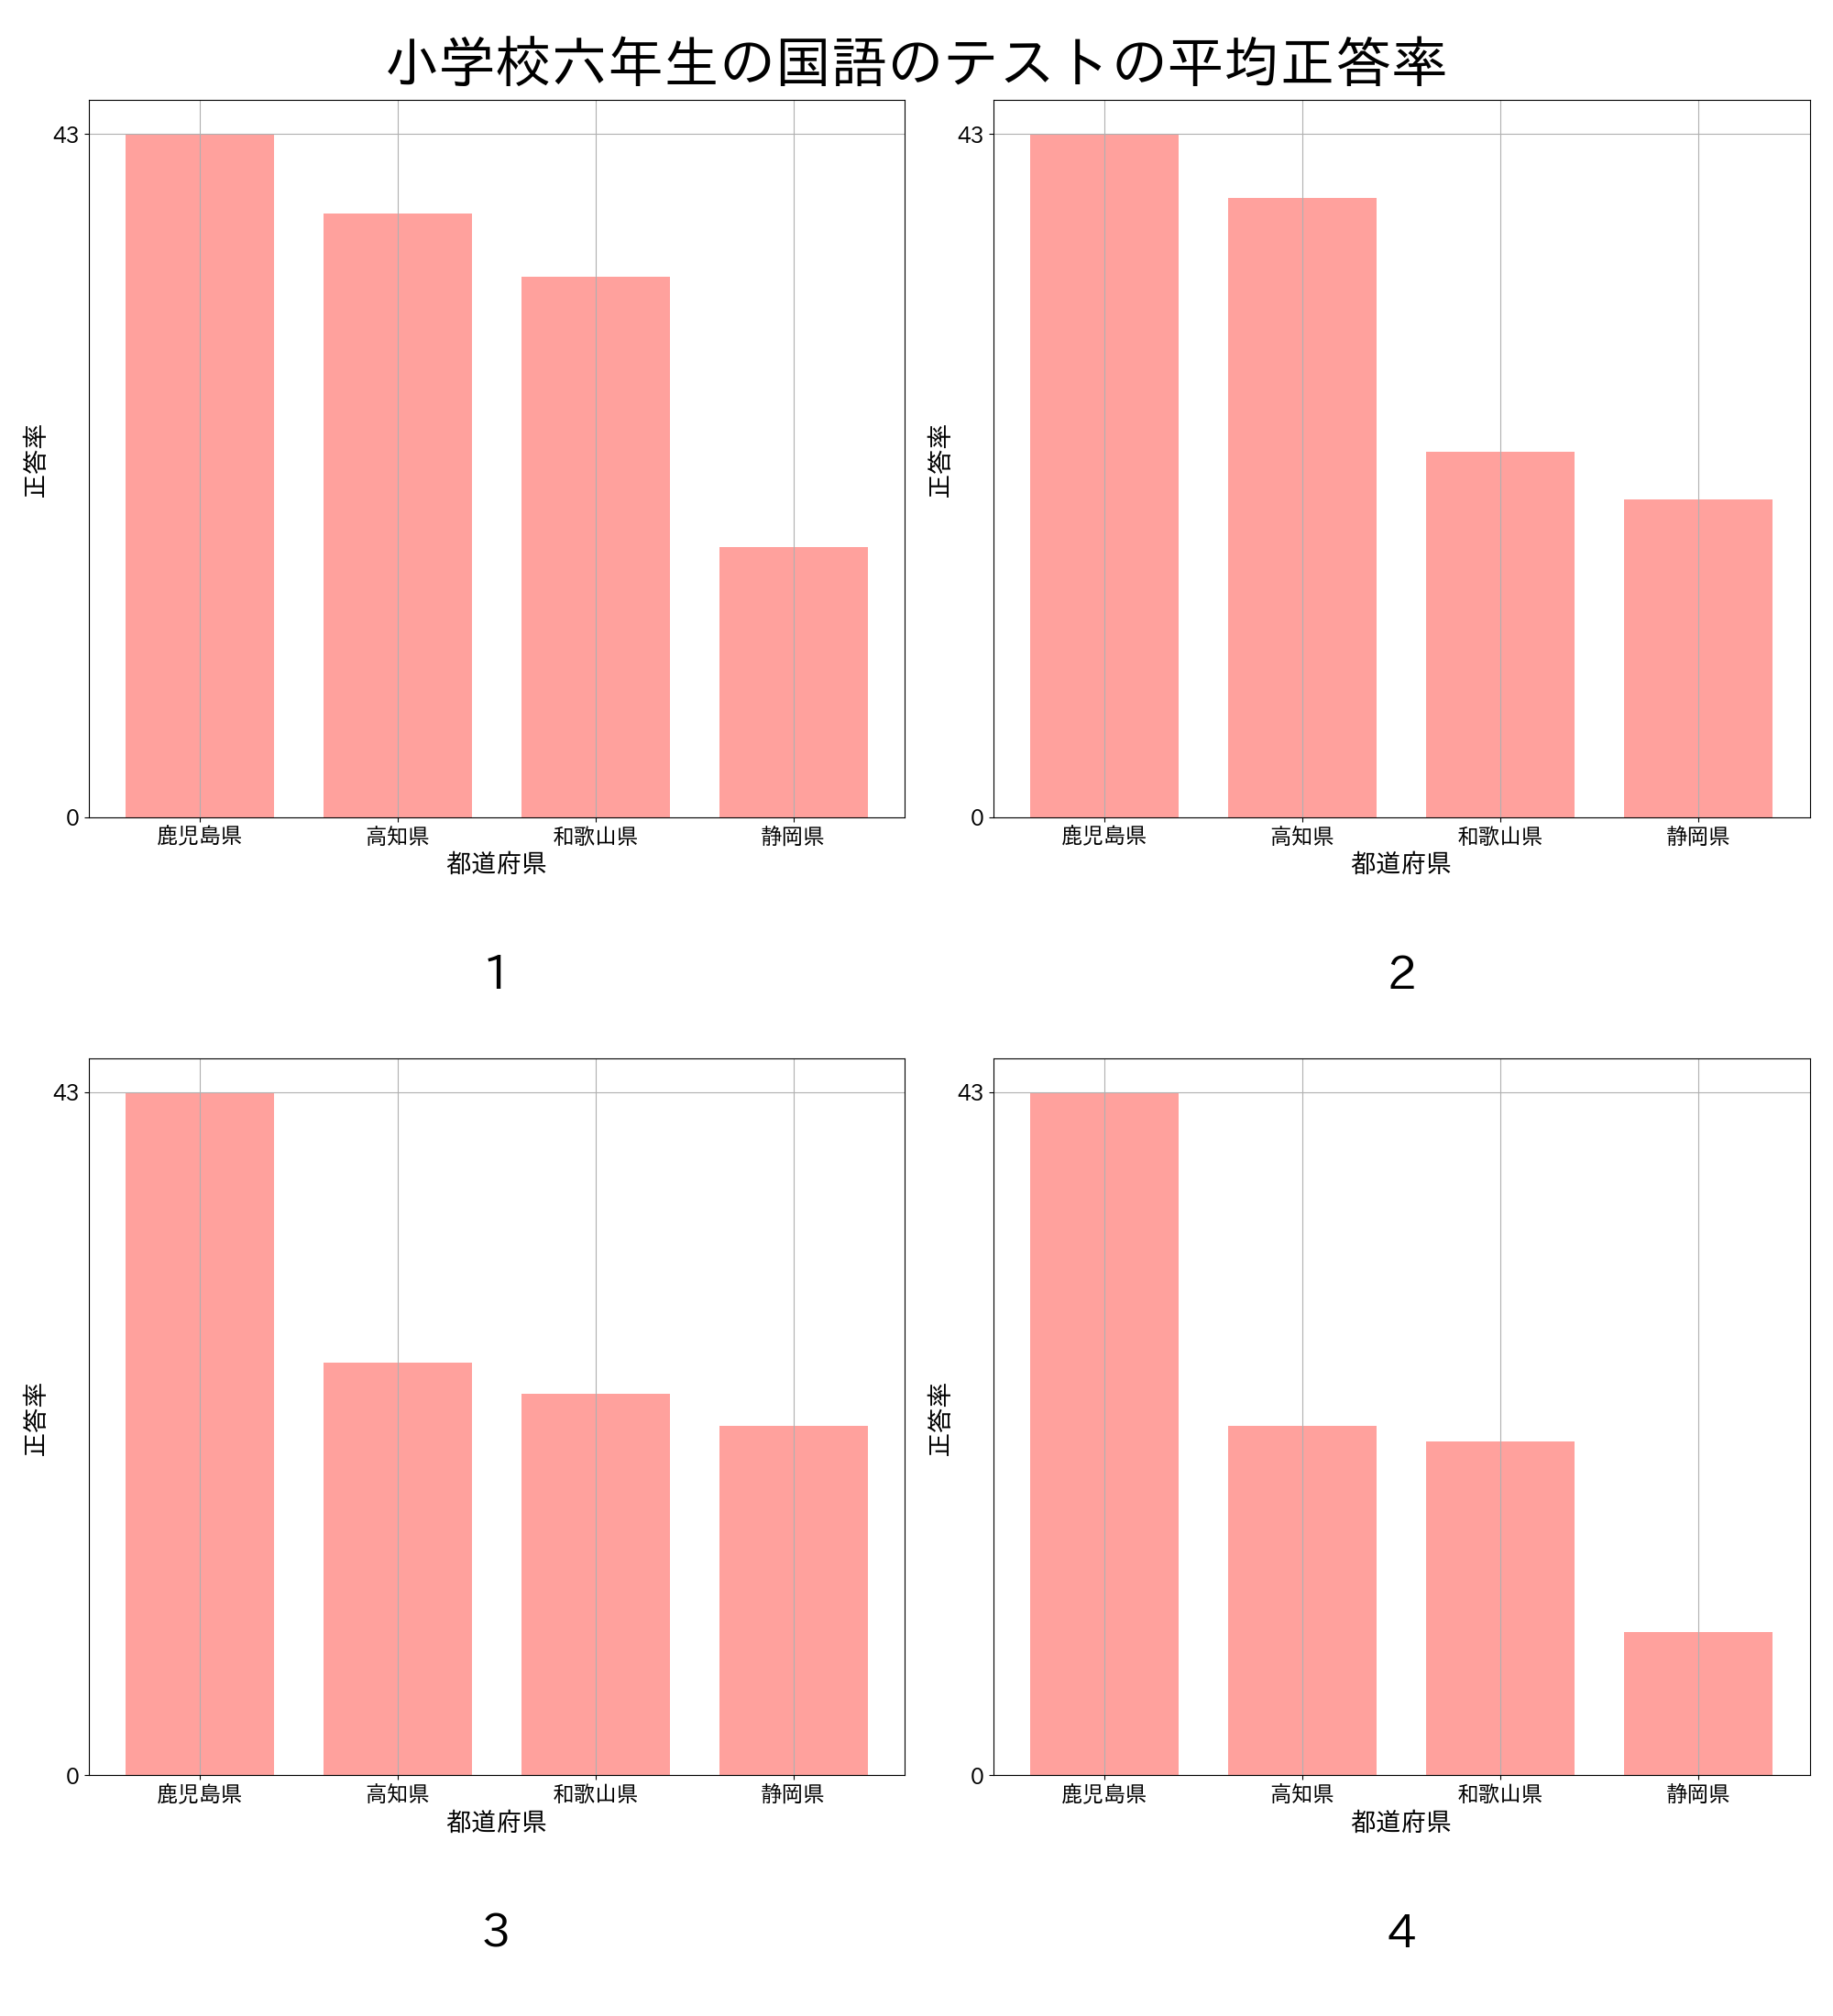 小学校六年生の国語のテストの平均正答率
43
0
正答率
鹿児島県 高知県 和歌山県 静岡県
都道府県
1
43
0
正答率
鹿児島県 高知県 和歌山県 静岡県
都道府県
2
43
0
正答率
鹿児島県 高知県 和歌山県 静岡県
都道府県
3
43
0
正答率
鹿児島県 高知県 和歌山県 静岡県
都道府県
4